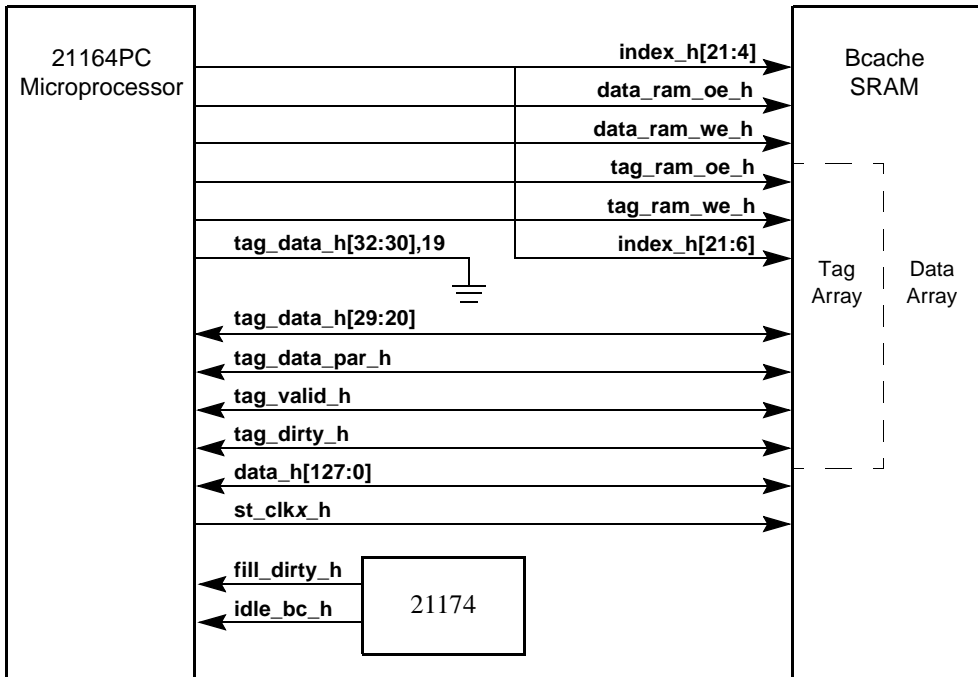 21164PC
Microprocessor
index_h[21:4]
Bcache
SRAM
data_ram_oe_h
data_ram_we_h
tag_ram_oe_h
tag_ram_we_h
tag_data_h[32:30],19
index_h[21:6]
Tag
Array
Data
Array
tag_data_h[29:20]
tag_data_par_h
tag_valid_h
tag_dirty_h
data_h[127:0]
st_clkx_h
fill_dirty_h
idle_bc_h
21174